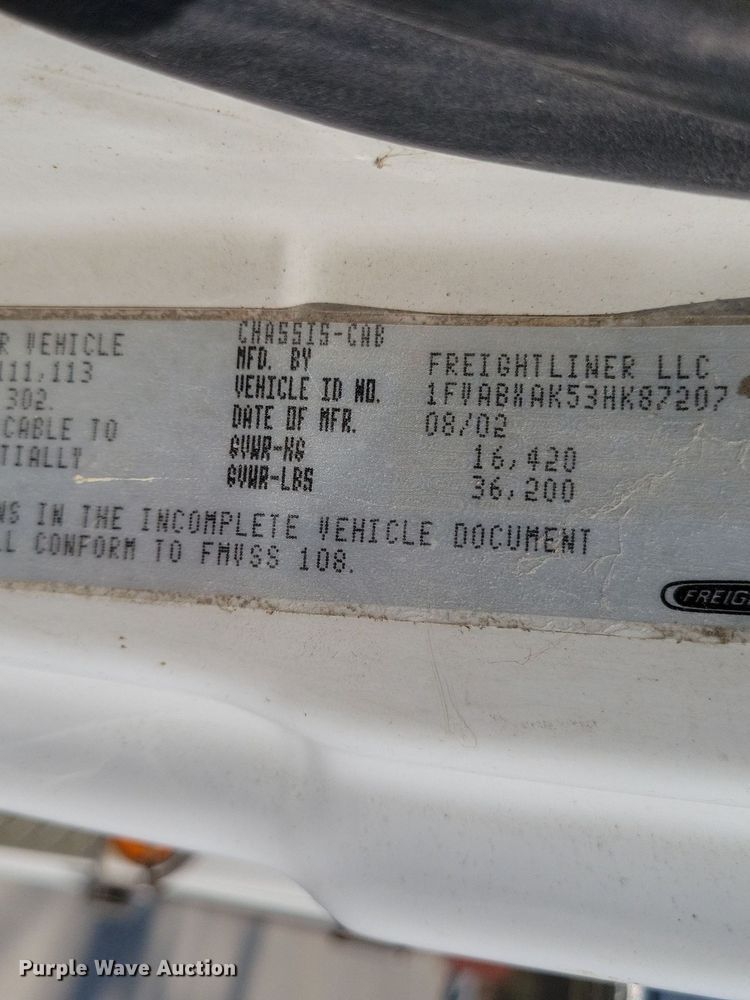 R VEHICLE
111,113
302.
CABLE TO
TIALLY
CHASSIS-CAB
MFD. BY FREIGHTLINER LLC
VEHICLE ID NO. 1FVABXAK53HK87207
DATE OF MFR. 08/02
GVWR-KG 16,420
GVWR-LBS 36,200
NS IN THE INCOMPLETE VEHICLE DOCUMENT
L CONFORM TO FMVSS 108.
FREIG
Purple Wave Auction